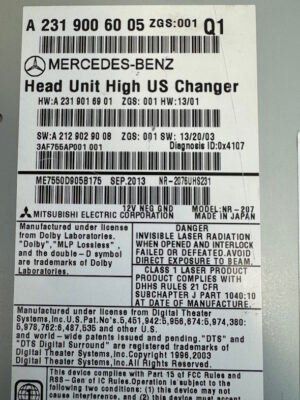 A 231 900 60 05 ZGS:001 Q1
MERCEDES-BENZ
Head Unit High US Changer
HW:A 231 901 69 01 ZGS: 001 HW:13/01
SW:A 212 902 90 08 ZGS: 001 SW: 13/20/03
3AF755AP001 001 Diagnosis ID:0x4107
ME7550D905B175 SEP.2013 NR-2076UHS231
12V NEG GND MODEL NR-207
MITSUBISHI ELECTRIC CORPORATION MADE IN JAPAN
Manufactured under license
from Dolby Laboratories.
"Dolby","MLP Lossless",
and the double-D symbol
are trademarks of Dolby
Laboratories.
DANGER
INVISIBLE LASER RADIATION
WHEN OPENED AND INTERLOCK
FAILED OR DEFEATED.AVOID
DIRECT EXPOSURE TO BEAM.
CLASS 1 LASER PRODUCT
PRODUCT COMPLIES WITH
DHHS RULES 21 CFR
SUBCHAPTER J PART 1040:10
AT DATE OF MANUFACTURE.
Manufactured under license from Digital Theater
Systems,Inc.U.S.Pat.No's.5,451,942;5,956,674;5,974,380;
5,978,762;6,487,535 and other U.S.
and world-wide patents issued and pending."DTS" and
"DTS Digital Surround" are registered trademarks of
Digital Theater Systems,Inc.Copyright 1996,2003
Digital Theater Systems,Inc.All Rights Reserved.
This device complies with Part 15 of FCC Rules and
RSS-Gen of IC Rules.Operation is subject to the
following two conditions: (1) this device may not
cause interference, and (2) this device must accept